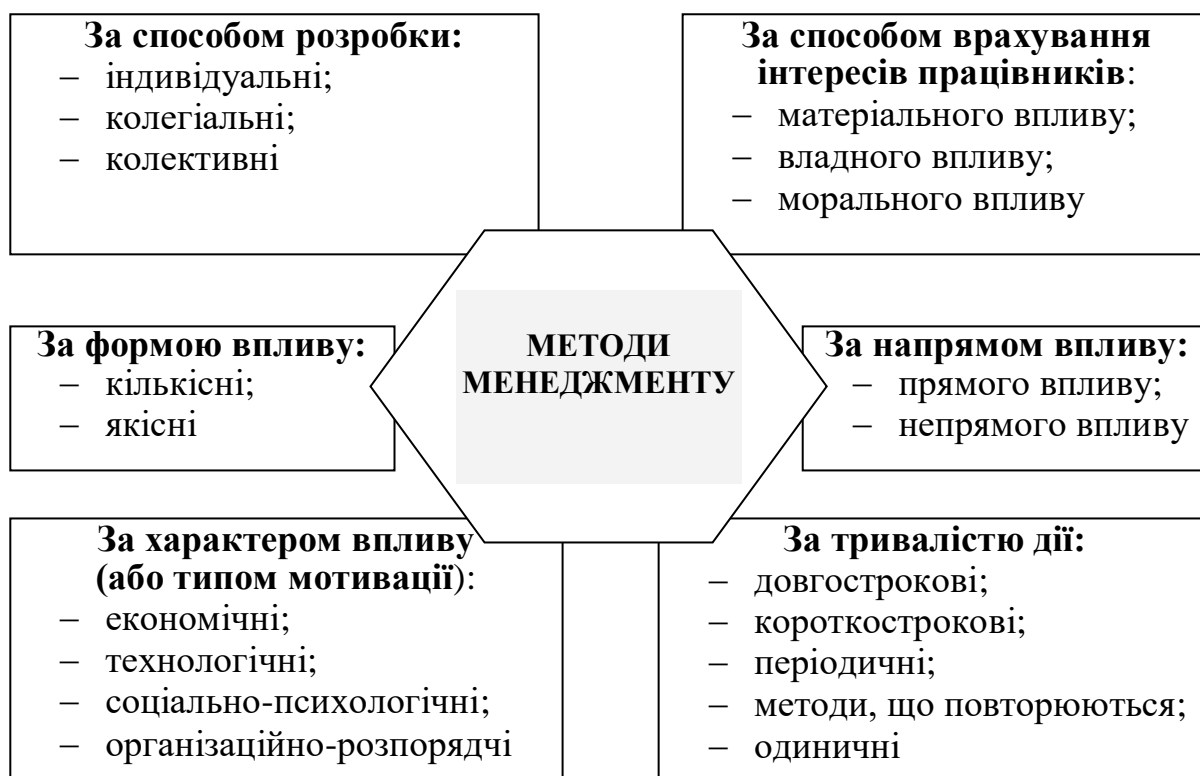 За способом розробки:
– індивідуальні;
– колегіальні;
– колективні
За способом врахування
інтересів працівників:
– матеріального впливу;
– владного впливу;
– морального впливу
За формою впливу:
– кількісні;
– якісні
МЕТОДИ
МЕНЕДЖМЕНТУ
За напрямом впливу:
– прямого впливу;
– непрямого впливу
За характером впливу
(або типом мотивації):
– економічні;
– технологічні;
– соціально-психологічні;
– організаційно-розпорядчі
За тривалістю дії:
– довгострокові;
– короткострокові;
– періодичні;
– методи, що повторюються;
– одиничні